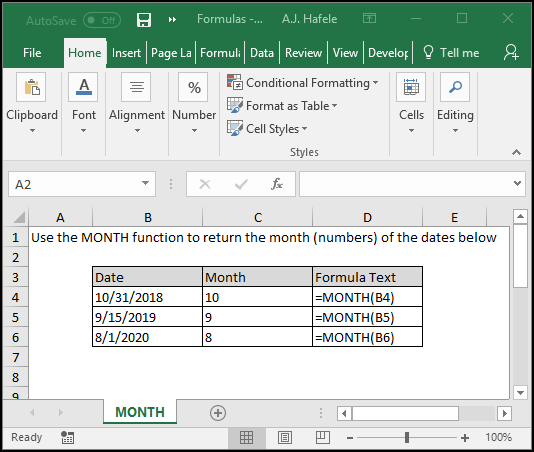 AutoSave Off Formulas -... A.J. Hafele
File Home Insert Page La Formula Data Review View Develop Tell me
Clipboard
A
Font
Alignment
%
Number
Conditional Formatting
Format as Table
Cell Styles
Styles
Cells
Editing
A2 fx
A B C D E
1 Use the MONTH function to return the month (numbers) of the dates below
2
3 Date Month Formula Text
4 10/31/2018 10 =MONTH(B4)
5 9/15/2019 9 =MONTH(B5)
6 8/1/2020 8 =MONTH(B6)
7
8
9
MONTH
Ready 100%